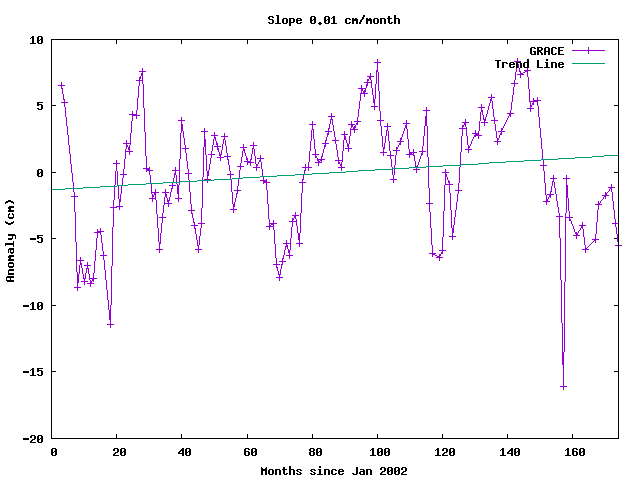 Slope 0.01 cm/month
10
GRACE
Trend Line
5
0
Anomaly (cm)
-5
-10
-15
-20
0 20 40 60 80 100 120 140 160
Months since Jan 2002